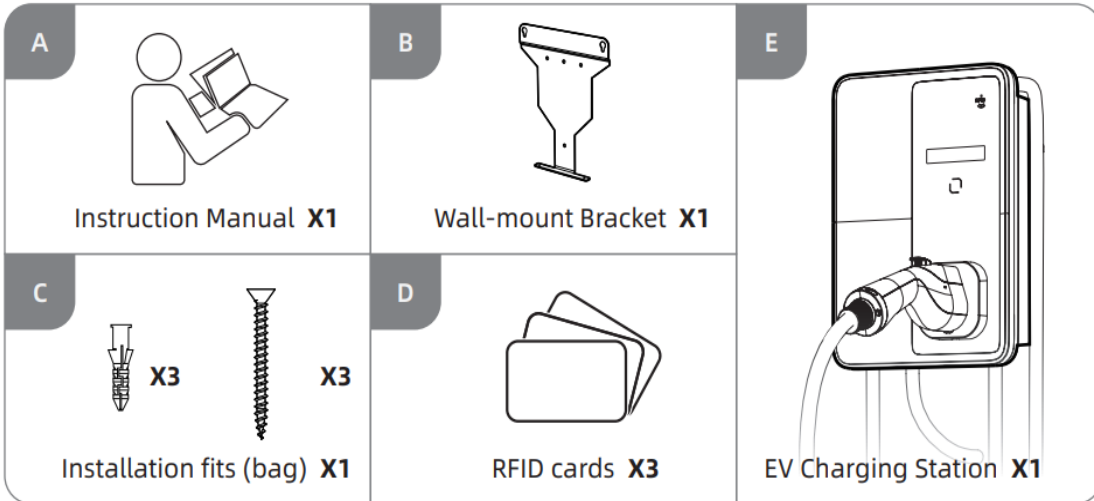 A
Instruction Manual X1
B
Wall-mount Bracket X1
C
X3
X3
Installation fits (bag) X1
D
RFID cards X3
E
EV Charging Station X1